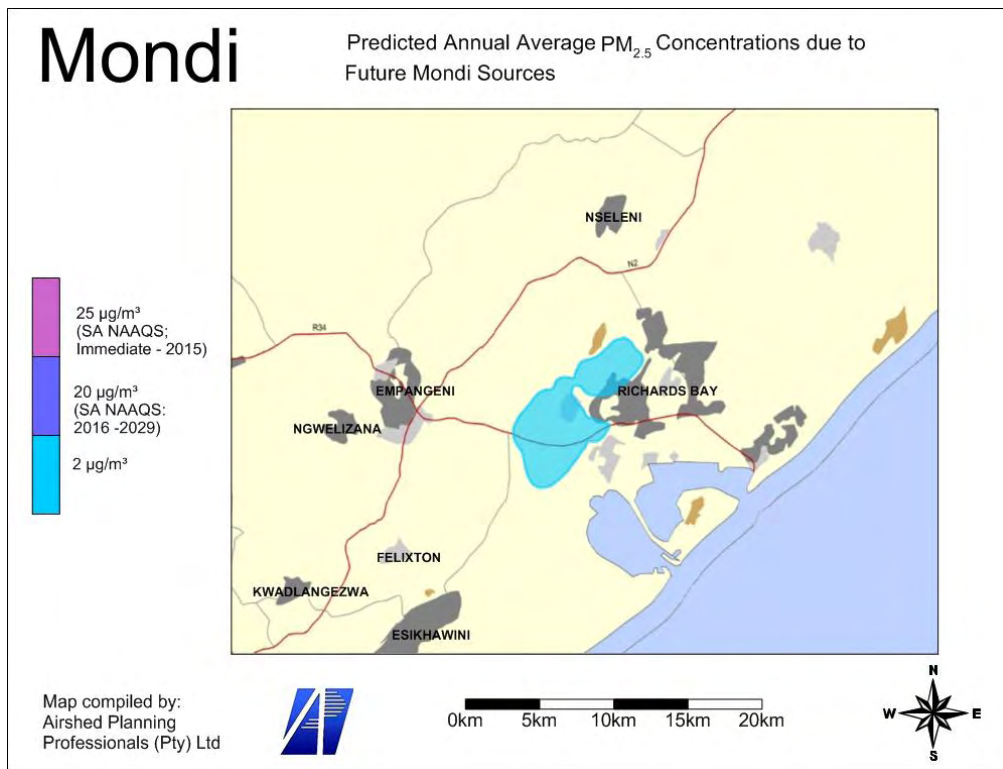 Mondi
Predicted Annual Average PM2.5 Concentrations due to
Future Mondi Sources
25 µg/m³
(SA NAAQS;
Immediate - 2015)
20 µg/m³
(SA NAAQS:
2016 -2029)
2 µg/m³
NSELENI
N2
R34
EMPANGENI
RICHARDS BAY
NGWELIZANA
FELIXTON
KWADLANGEZWA
ESIKHAWINI
Map compiled by:
Airshed Planning
Professionals (Pty) Ltd
0km 5km 10km 15km 20km
N
W E
S